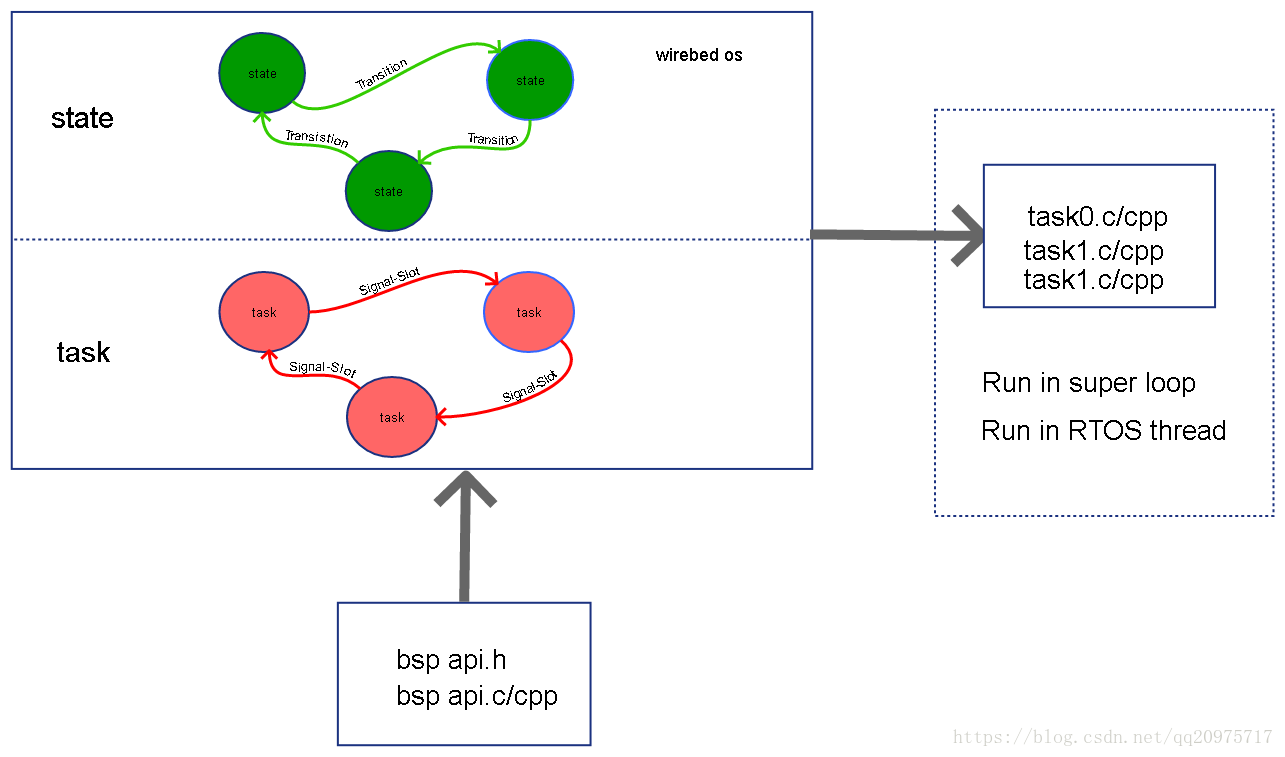 wirebed os
state
state
Transition
state
Transistion
Transition
state
task
task
Signal-Slot
task
Signal-Slot
Signal-Slot
task
task0.c/cpp
task1.c/cpp
task1.c/cpp
Run in super loop
Run in RTOS thread
bsp api.h
bsp api.c/cpp
https://blog.csdn.net/qq20975717